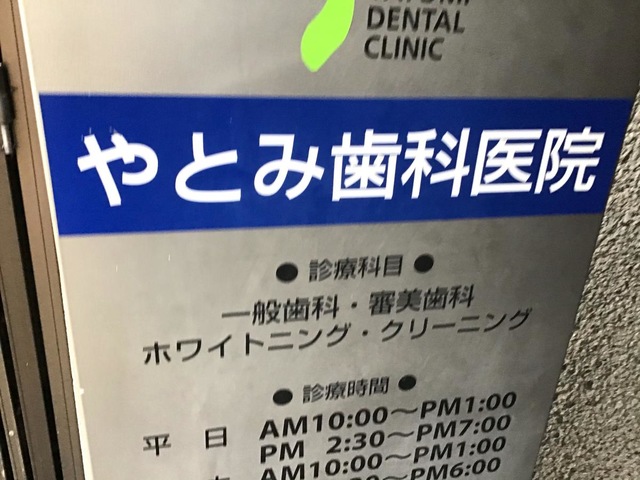 DENTAL
CLINIC
やとみ歯科医院
● 診療科目 ●
一般歯科・審美歯科
ホワイトニング・クリーニング
● 診療時間 ●
平 日 AM10:00〜PM1:00
PM 2:30〜PM7:00
AM10:00〜PM1:00
PM6:00